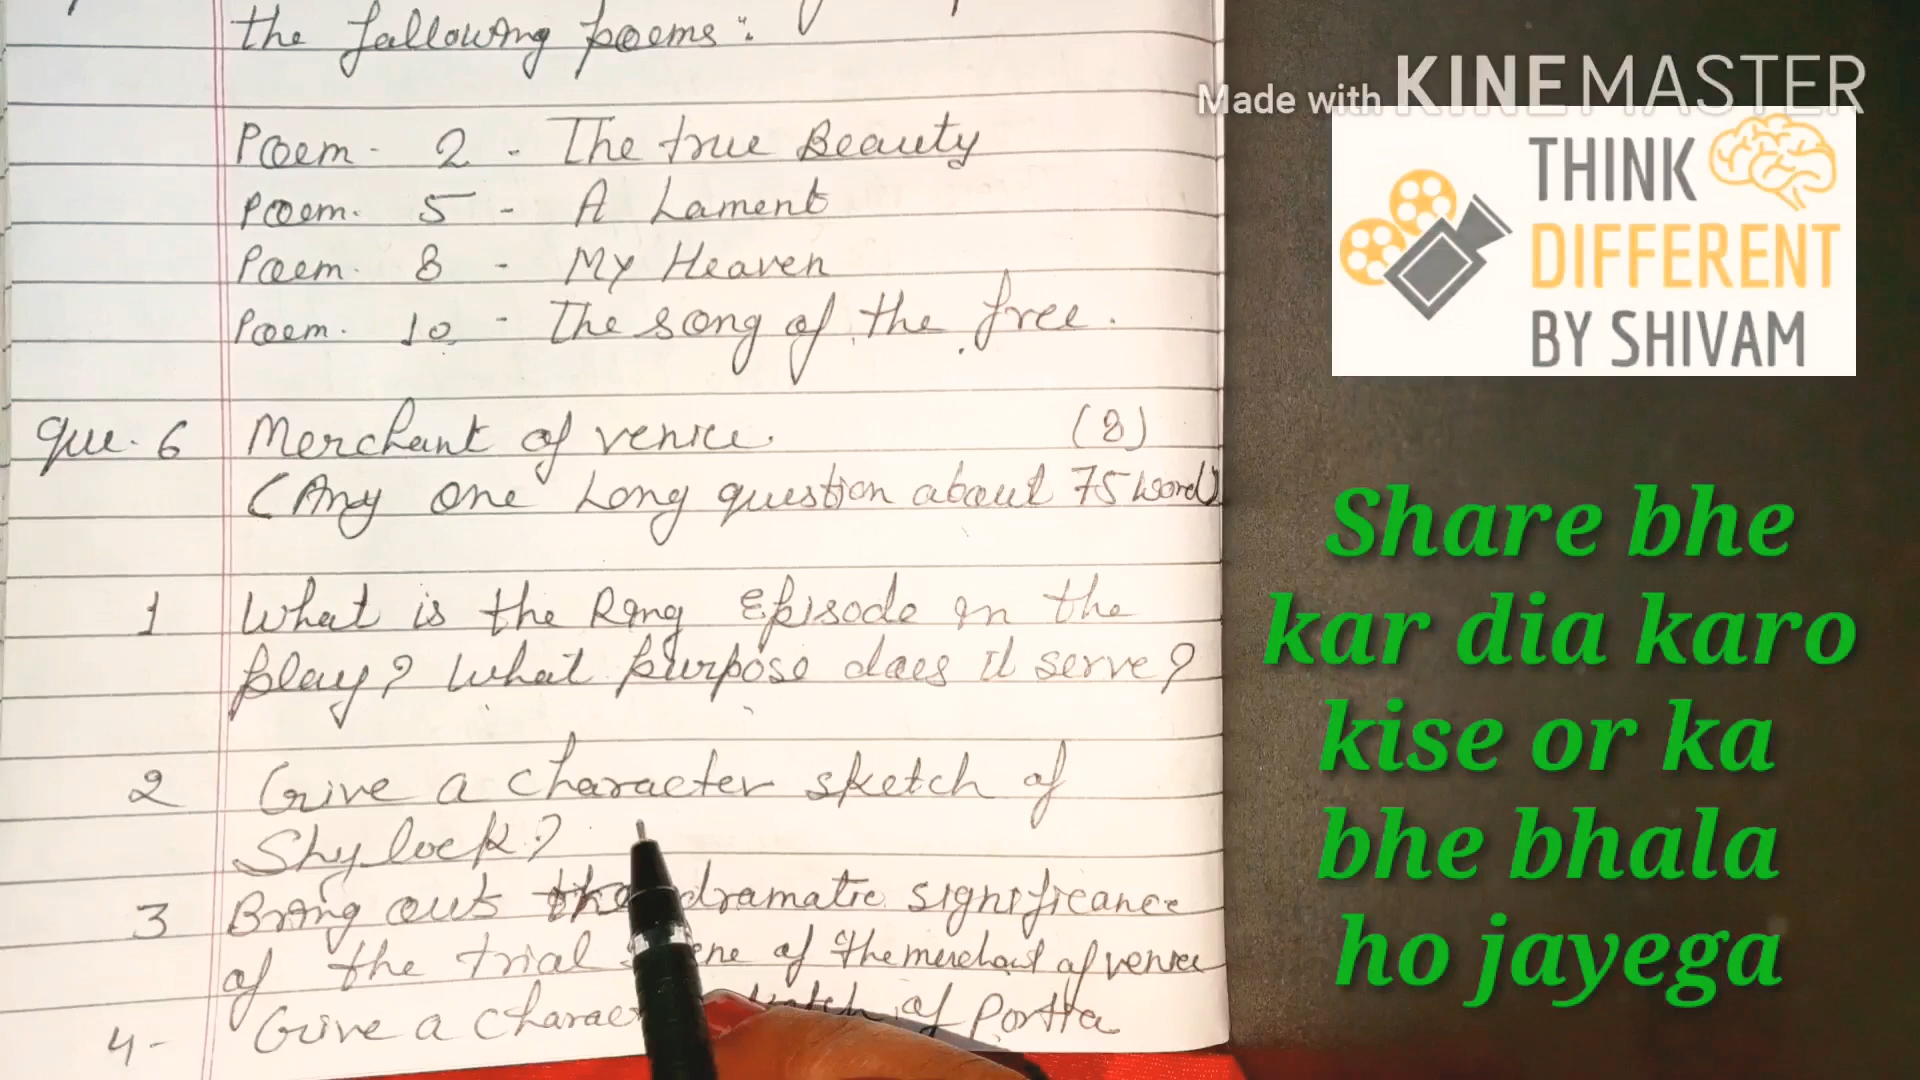 the following poems:
Poem - 2 - The true Beauty
Poem. 5 - A Lament
Poem. 8 - My Heaven
Poem. 10 - The song of the free.
que. 6 Merchant of venice. (8)
(Any one Long question about 75 word)
1 What is the Ring Episode in the
play? What purpose does it serve?
2 Give a character sketch of
Shylock?
3 Bring out the dramatic significance
of the trial of the merchant of venice
4- Give a of Portia
Made with KINEMASTER
THINK
DIFFERENT
BY SHIVAM
Share bhe
kar dia karo
kise or ka
bhe bhala
ho jayega